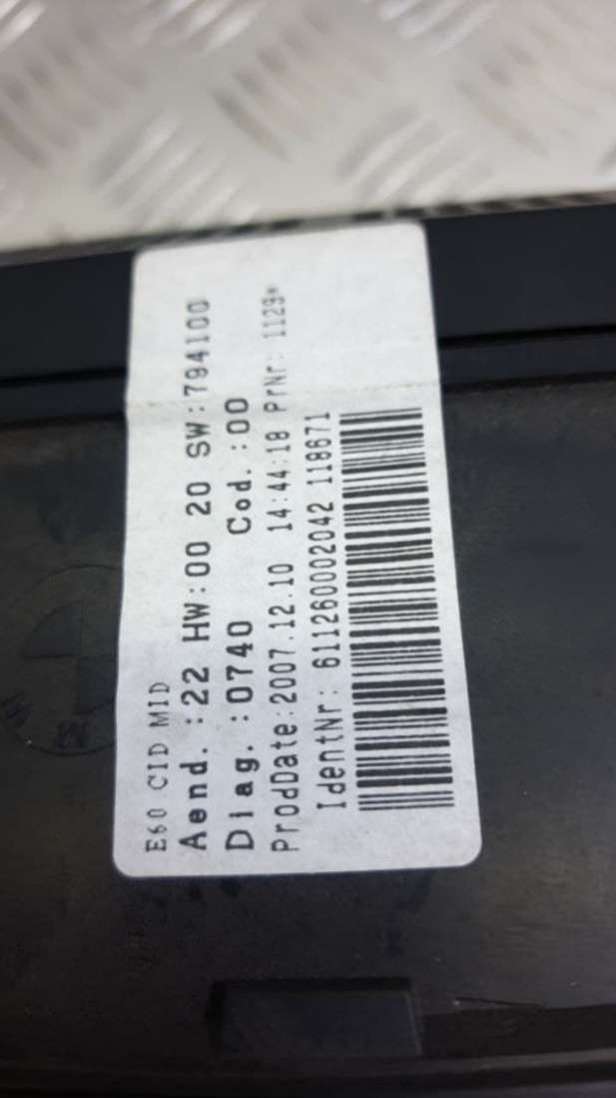 E60 CID MID
Aend.:22 HW:00 20 SW:794100
Diag.:0740 Cod.:00
ProdDate:2007.12.10 14:44:18 PrNr: 1129*
IdentNr: 611260002042 118671